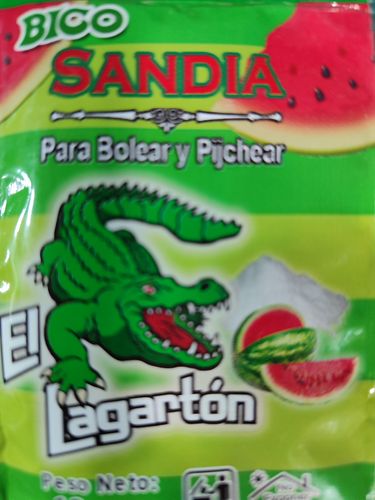 BICO
SANDIA
Para Bolear y Pijchear
El
Lagartón
Peso Neto: